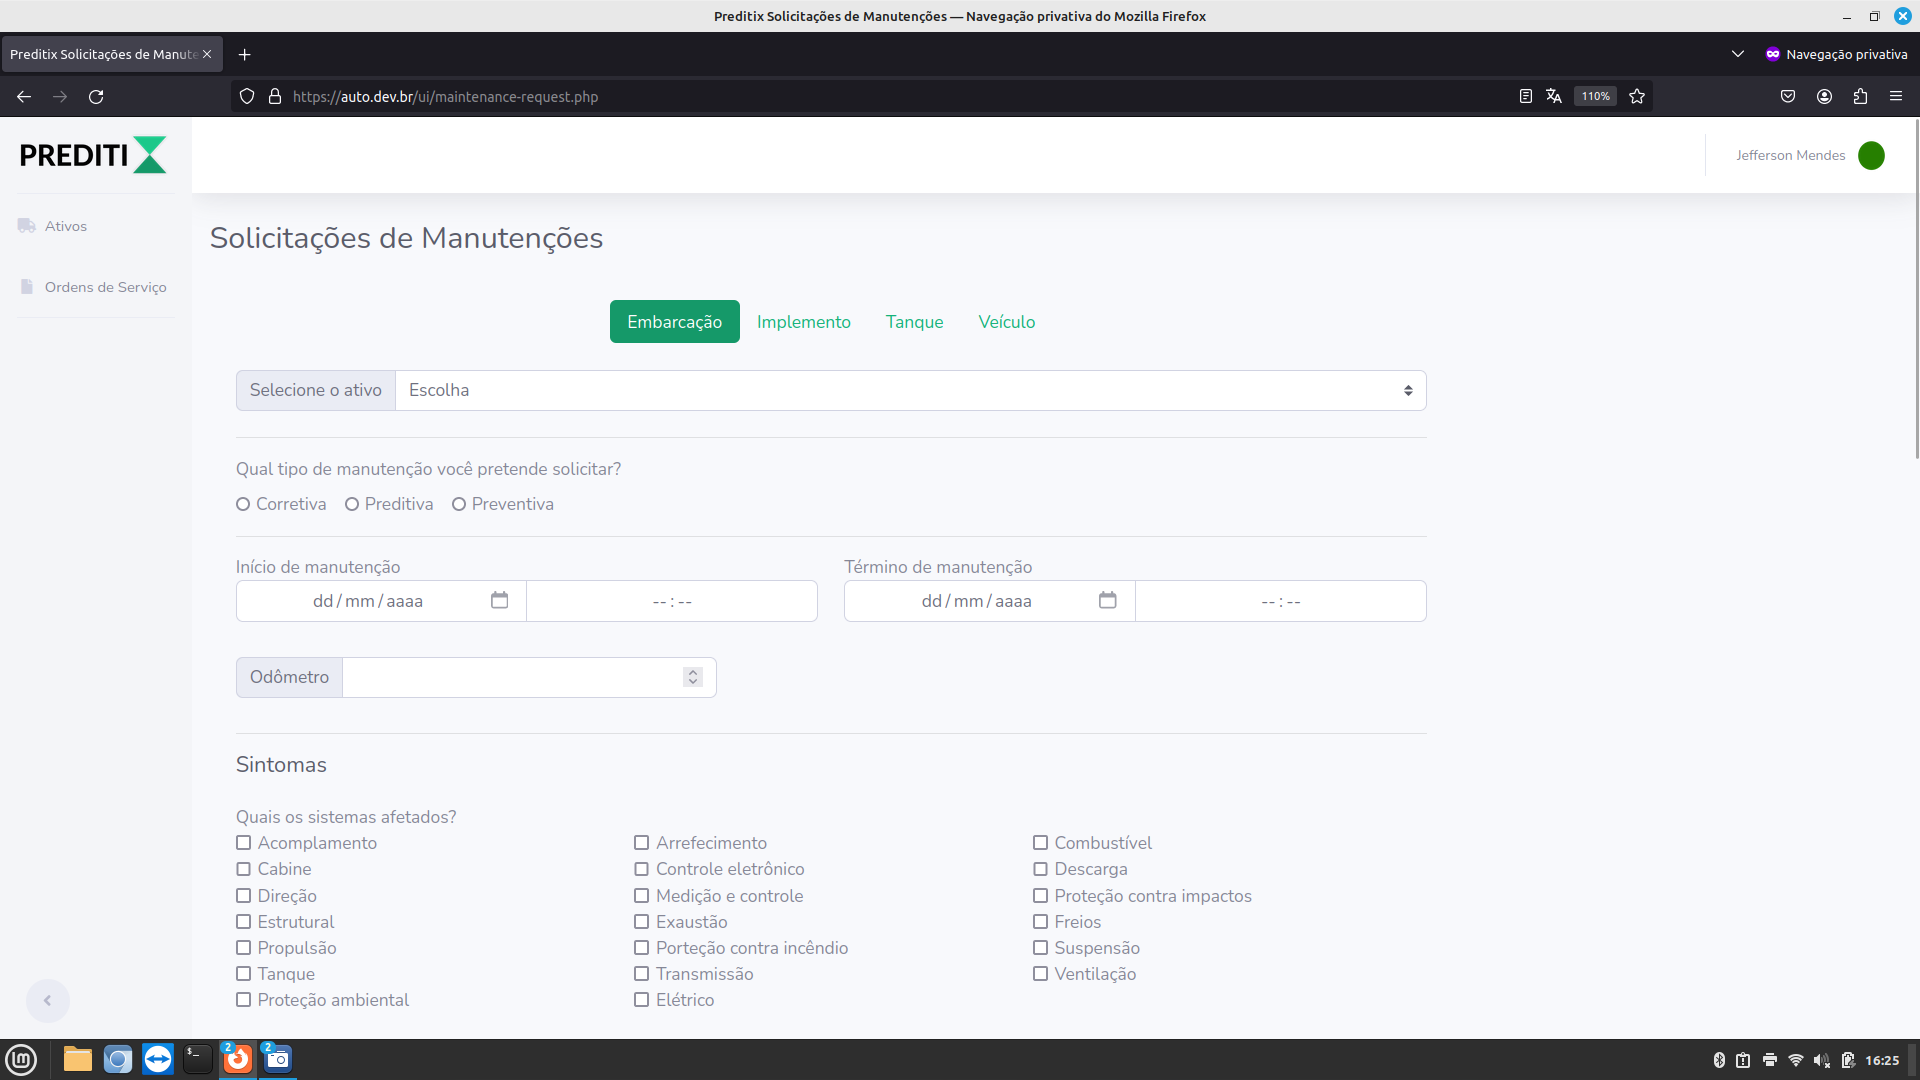 Preditix Solicitações de Manutenções — Navegação privativa do Mozilla Firefox
Preditix Solicitações de Manute
Navegação privativa
https://auto.dev.br/ui/maintenance-request.php
110%
PREDITI
Jefferson Mendes
Ativos
Ordens de Serviço
Solicitações de Manutenções
Embarcação Implemento Tanque Veículo
Selecione o ativo Escolha
Qual tipo de manutenção você pretende solicitar?
Corretiva Preditiva Preventiva
Início de manutenção Término de manutenção
dd/mm/aaaa --:-- dd/mm/aaaa --:--
Odômetro
Sintomas
Quais os sistemas afetados?
Acomplamento Arrefecimento Combustível
Cabine Controle eletrônico Descarga
Direção Medição e controle Proteção contra impactos
Estrutural Exaustão Freios
Propulsão Porteção contra incêndio Suspensão
Tanque Transmissão Ventilação
Proteção ambiental Elétrico
2 2
16:25